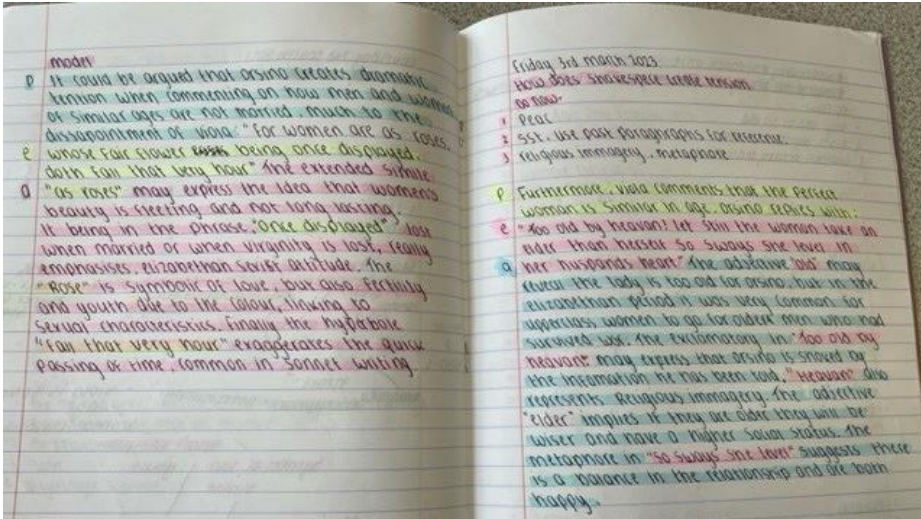 model
p It could be argued that orsino creates dramatic
tention when commenting on how men and women
of similar ages are not married, much to the
dissapointment of viola. "For women are as roses,
e whose fair flower being once displayed,
doth fall that very hour" The extended simile
a "as roses" may express the idea that women's
beauty is fleeting and not long lasting.
It being in the phrase, "once displayed" lost
when married or when virginity is lost, really
emphasises, elizabethan sexist attitude. The
"Rose" is symbolic of love, but also fertility
and youth due to the colour, linking to
sexual characteristics. Finally the hyperbole
"fall that very hour" exaggerates the quick
passing of time, common in sonnet writing
Friday 3rd march 2023
How does create tension
DO NOW-
1 Peac
2 SSt. use past paragraphs for reference.
3 religous immagery, metaphore
p Furthermore, viola comments that the perfect
woman is similar in age, orsino replies with:
e "Too old by heavan! let still the woman take an
elder than herself. So sways she level in
a her husbands heart" The adjective "old" may
reveal the lady is too old for orsino, but in the
elizabethan period it was very common for
women to go for older men who had
survived. The exclamatory in "Too old by
heavan!" may express that orsino is by
the he has been told. "Heavan" also
represents Religous immagery. The adjective
"elder" implies if they are older they will be
wiser and have a higher social status. The
metaphore in "So sways she level" suggests there
is a balance in the relationship and are both
happy.